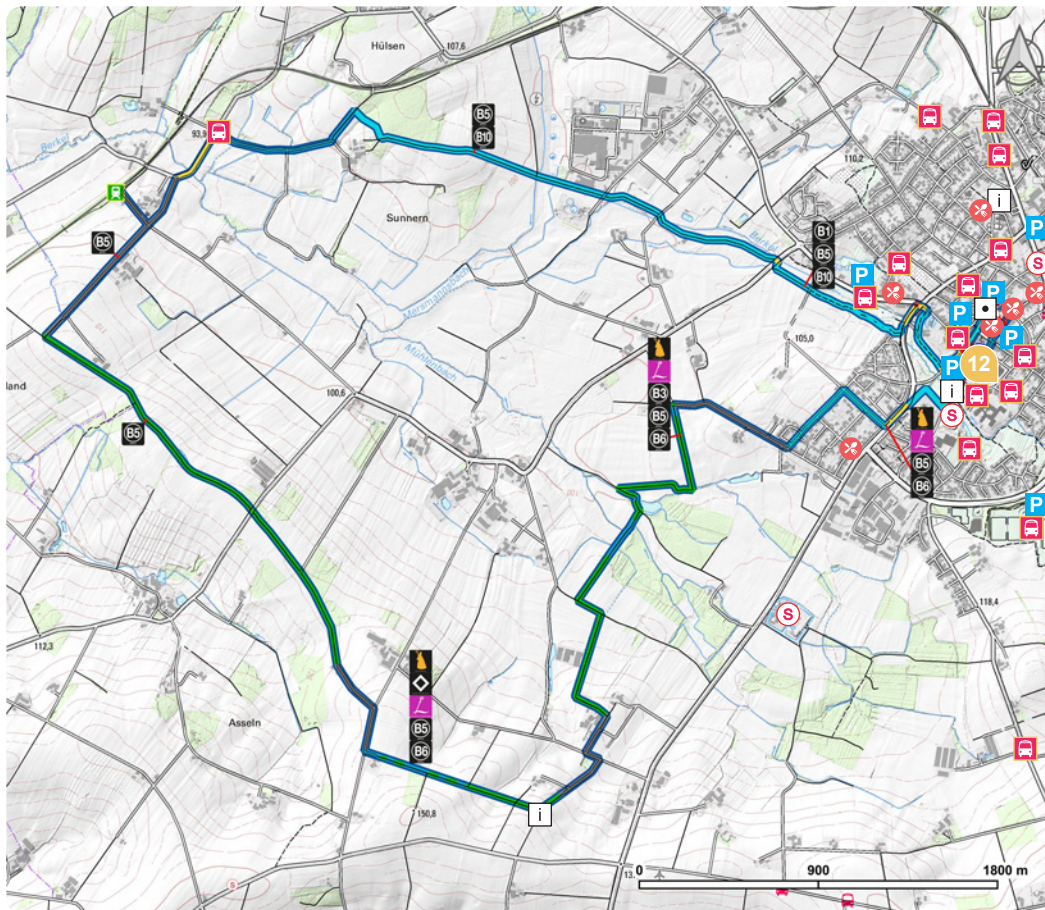 Hülsen
107,6
B5
B10
93,9
Berkel
110,2
i
Sunnern
B5
B1
B5
B10
Berkel
S
P
P
P
P
Mersmannsbach
Mühlenbach
105,0
12
P
i
S
land
100,6
L
B3
B5
B6
L
B5
B6
B5
P
S
118,4
112,3
L
B5
B6
Asseln
i
150,8
S
0
900
1800 m